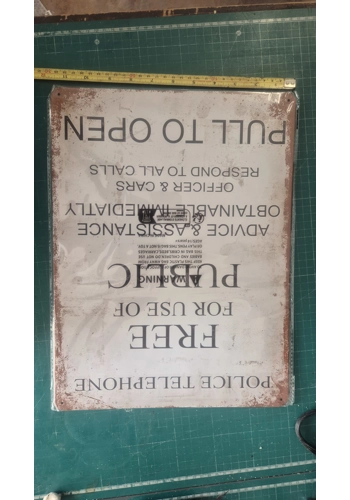 POLICE TELEPHONE
FREE
FOR USE OF
PUBLIC
WARNING
ADVICE & ASSISTANCE
OBTAINABLE IMMEDIATLY
OFFICER & CARS
RESPOND TO ALL CALLS
PULL TO OPEN